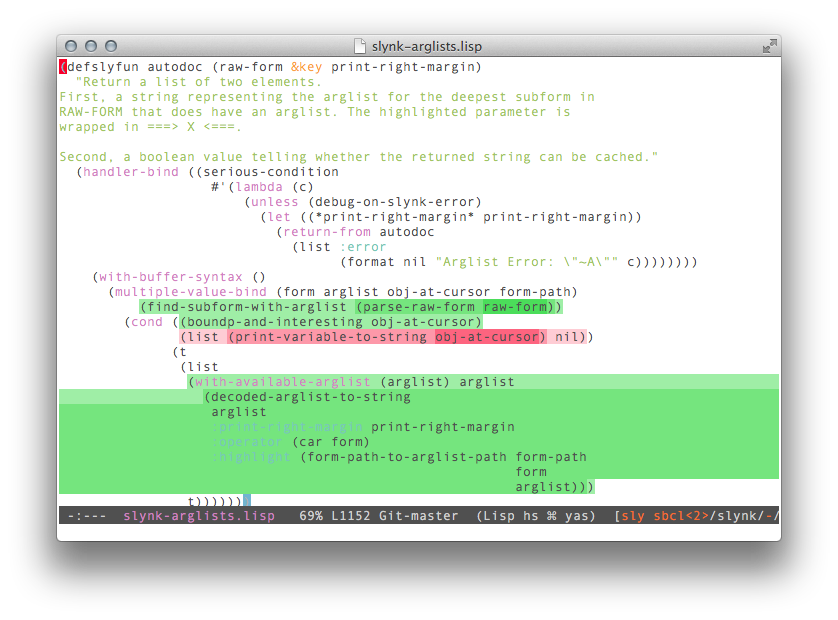 slynk-arglists.lisp
(defslyfun autodoc (raw-form &key print-right-margin)
"Return a list of two elements.
First, a string representing the arglist for the deepest subform in
RAW-FORM that does have an arglist. The highlighted parameter is
wrapped in ===> X <===.
Second, a boolean value telling whether the returned string can be cached."
(handler-bind ((serious-condition
#'(lambda (c)
(unless (debug-on-slynk-error)
(let ((*print-right-margin* print-right-margin))
(return-from autodoc
(list :error
(format nil "Arglist Error: \"~A\"" c))))))))
(with-buffer-syntax ()
(multiple-value-bind (form arglist obj-at-cursor form-path)
(find-subform-with-arglist (parse-raw-form raw-form))
(cond ((boundp-and-interesting obj-at-cursor)
(list (print-variable-to-string obj-at-cursor) nil))
(t
(list
(with-available-arglist (arglist) arglist
(decoded-arglist-to-string
arglist
:print-right-margin print-right-margin
:operator (car form)
:highlight (form-path-to-arglist-path form-path
form
arglist)))
t))))))
-:--- slynk-arglists.lisp 69% L1152 Git-master (Lisp hs ⌘ yas) [sly sbcl<2>/slynk/-/